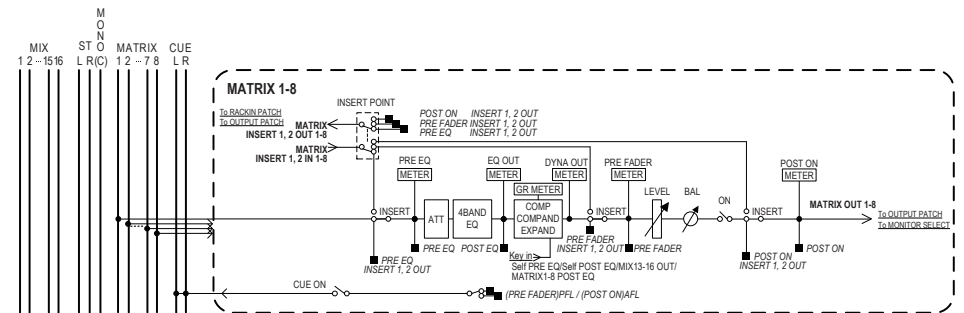 M
O
N
O
MIX
ST
MATRIX
CUE
1 2 ···15 16
L R (C)
1 2 ··· 7 8
L R
MATRIX 1-8
INSERT POINT
To RACKIN PATCH
To OUTPUT PATCH
MATRIX
INSERT 1, 2 OUT 1-8
POST ON INSERT 1, 2 OUT
PRE FADER INSERT 1, 2 OUT
PRE EQ INSERT 1, 2 OUT
MATRIX
INSERT 1, 2 IN 1-8
PRE EQ
METER
EQ OUT
METER
DYNA OUT
METER
PRE FADER
METER
POST ON
METER
GR METER
LEVEL
BAL
ON
INSERT
ATT
4BAND
EQ
COMP
COMPAND
EXPAND
INSERT
INSERT
MATRIX OUT 1-8
To OUTPUT PATCH
To MONITOR SELECT
PRE EQ
INSERT 1, 2 OUT
PRE EQ
POST EQ
PRE FADER
INSERT 1, 2 OUT
PRE FADER
POST ON
INSERT 1, 2 OUT
POST ON
Key in
Self PRE EQ/Self POST EQ/MIX13-16 OUT/
MATRIX1-8 POST EQ
CUE ON
(PRE FADER)PFL / (POST ON)AFL